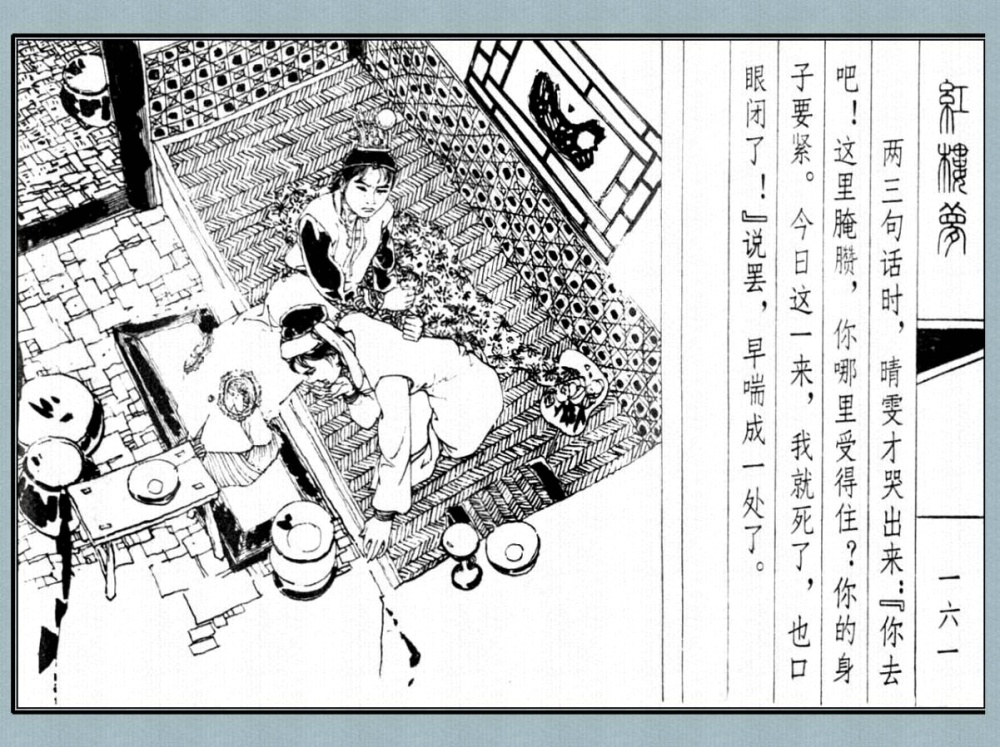 紅樓夢
一六一
两三句话时，晴雯才哭出来：『你去
吧！这里腌臜，你哪里受得住？你的身
子要紧。今日这一来，我就死了，也口
眼闭了！』说罢，早喘成一处了。